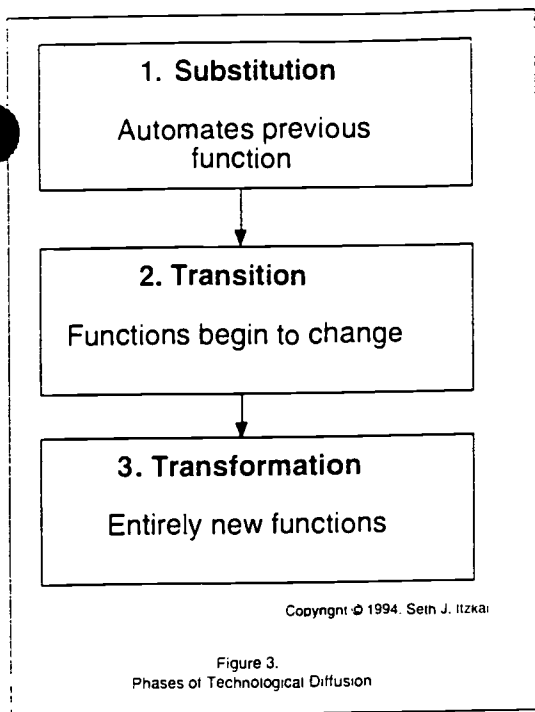 1. Substitution
Automates previous
function
2. Transition
Functions begin to change
3. Transformation
Entirely new functions
Copyright © 1994. Seth J. Itzkan
Figure 3.
Phases of Technological Diffusion